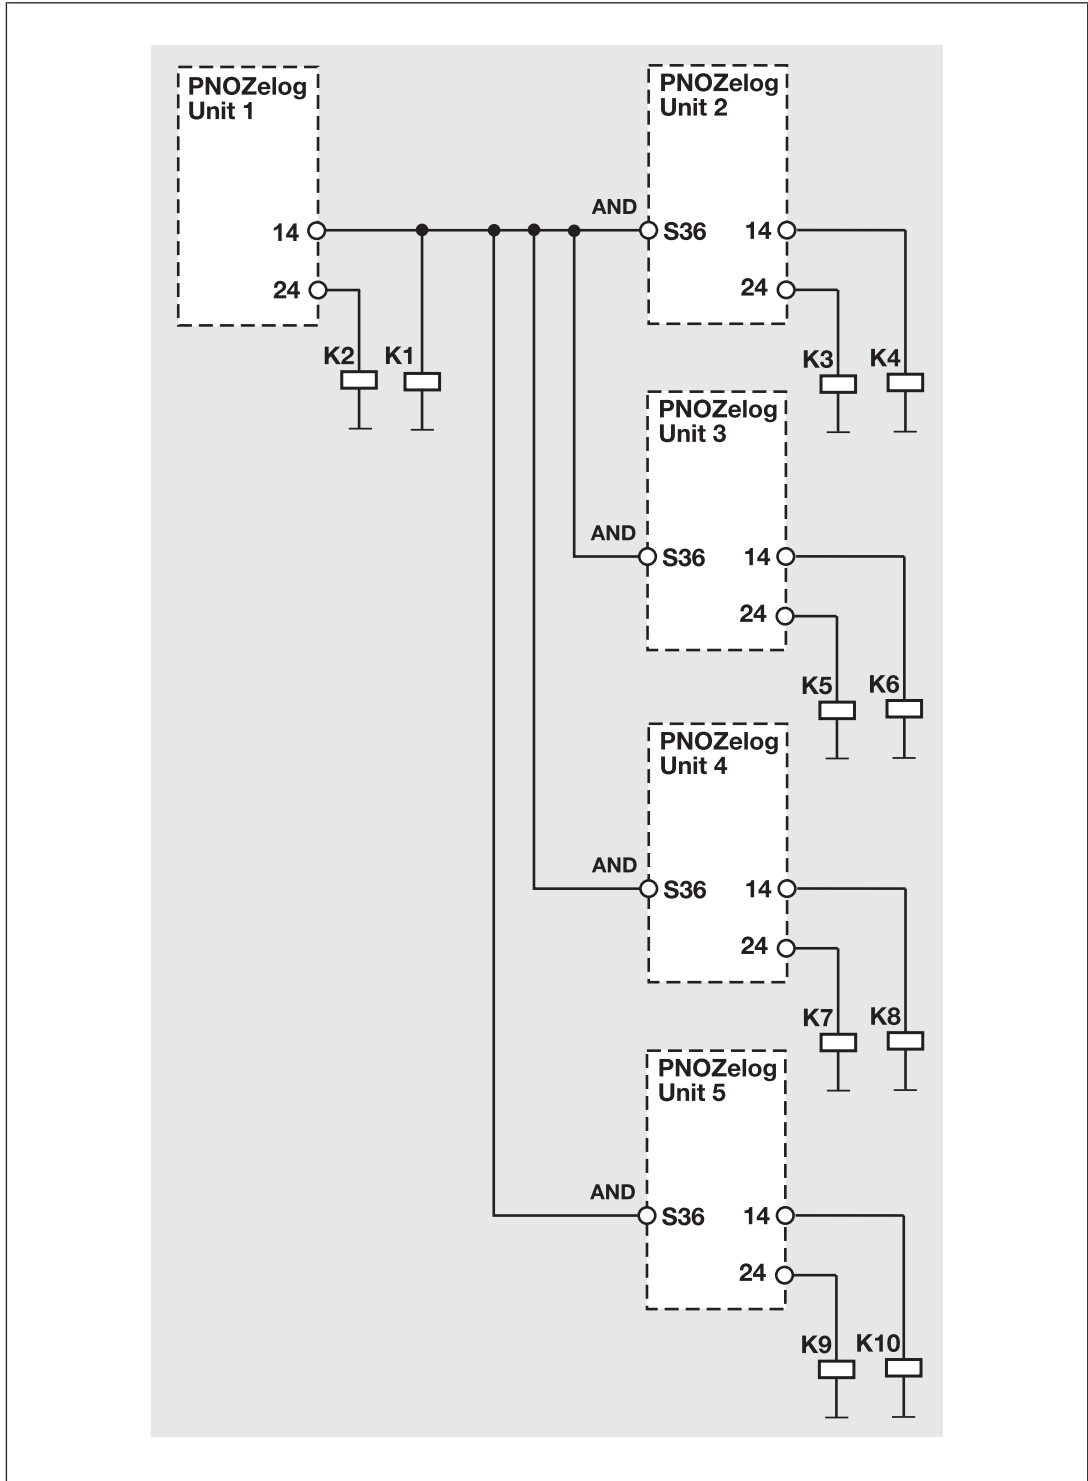 PNOZelog
Unit 1
14
24
K2
K1
AND
PNOZelog
Unit 2
S36
14
24
K3
K4
AND
PNOZelog
Unit 3
S36
14
24
K5
K6
AND
PNOZelog
Unit 4
S36
14
24
K7
K8
AND
PNOZelog
Unit 5
S36
14
24
K9
K10